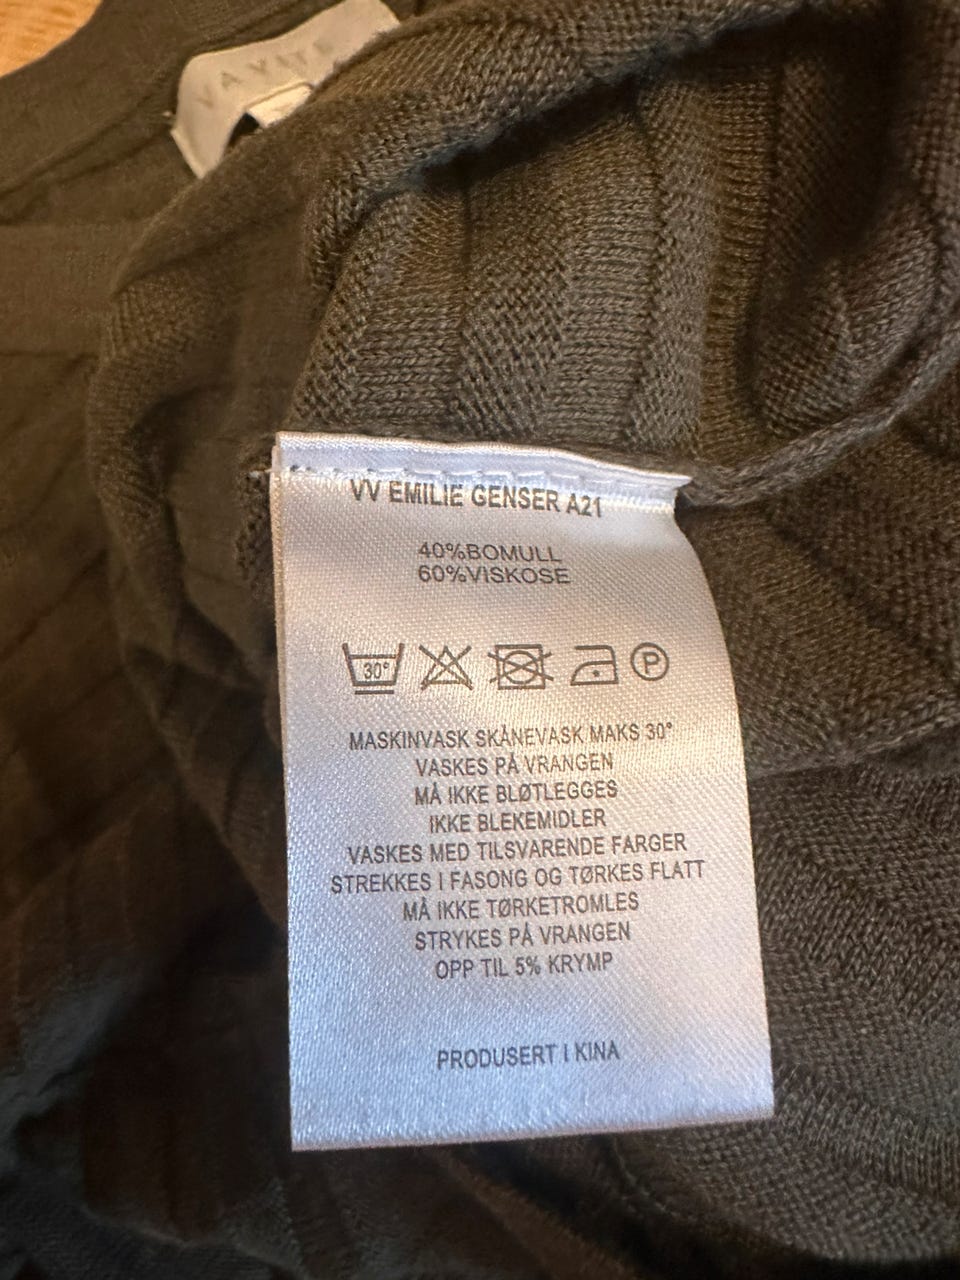 VV EMILIE GENSER A21
40%BOMULL
60%VISKOSE
30° P
MASKINVASK SKÅNEVASK MAKS 30°
VASKES PÅ VRANGEN
MÅ IKKE BLØTLEGGES
IKKE BLEKEMIDLER
VASKES MED TILSVARENDE FARGER
STREKKES I FASONG OG TØRKES FLATT
MÅ IKKE TØRKETROMLES
STRYKES PÅ VRANGEN
OPP TIL 5% KRYMP
PRODUSERT I KINA